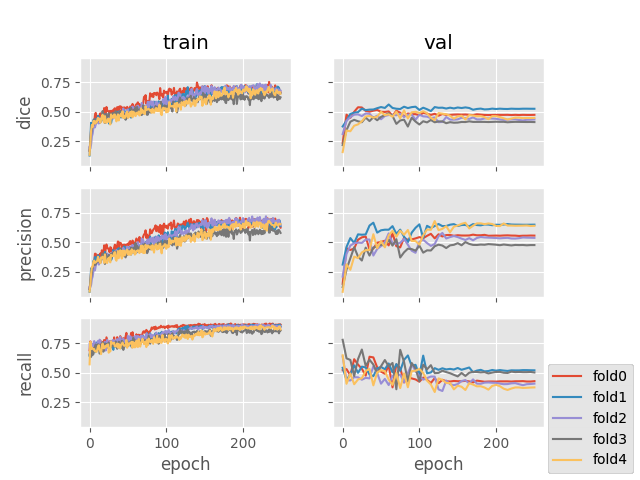 train val
dice 0.75 0.50 0.25
precision 0.75 0.50 0.25
recall 0.75 0.50 0.25
0 100 200 0 100 200
epoch epoch
fold0
fold1
fold2
fold3
fold4